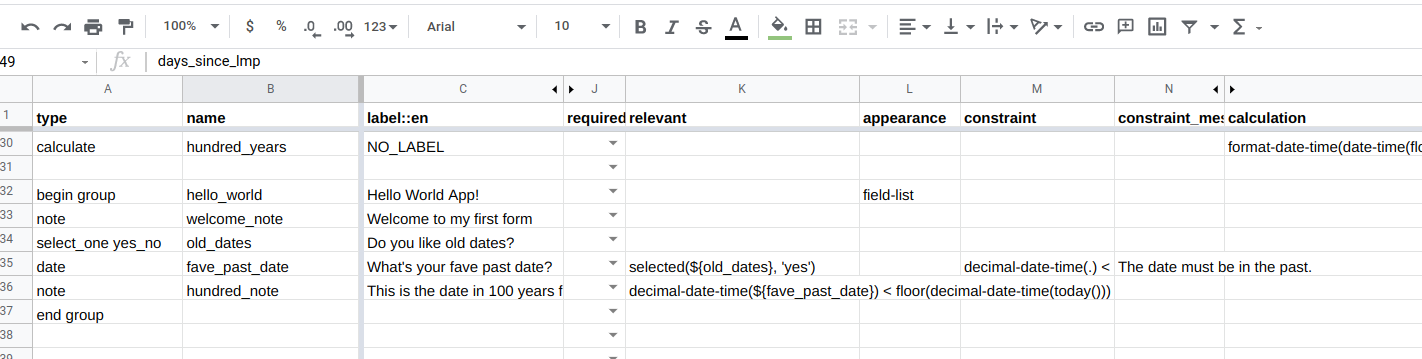 100% $ % .0 .00 123 Arial 10 B I S A Σ
49 fx days_since_lmp
A B C J K L M N
1 type name label::en required relevant appearance constraint constraint_mes calculation
30 calculate hundred_years NO_LABEL format-date-time(date-time(flo
31
32 begin group hello_world Hello World App! field-list
33 note welcome_note Welcome to my first form
34 select_one yes_no old_dates Do you like old dates?
35 date fave_past_date What's your fave past date? selected(${old_dates}, 'yes') decimal-date-time(.) < The date must be in the past.
36 note hundred_note This is the date in 100 years f decimal-date-time(${fave_past_date}) < floor(decimal-date-time(today()))
37 end group
38
39